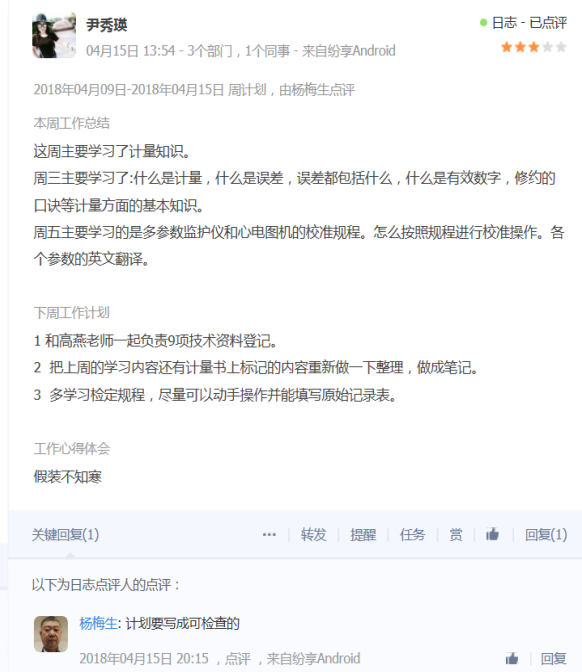 尹秀瑛
日志 - 已点评
04月15日 13:54 - 3个部门，1个同事 - 来自纷享Android
2018年04月09日-2018年04月15日 周计划，由杨梅生点评
本周工作总结
这周主要学习了计量知识。
周三主要学习了:什么是计量，什么是误差，误差都包括什么，什么是有效数字，修约的
口诀等计量方面的基本知识。
周五主要学习的是多参数监护仪和心电图机的校准规程。怎么按照规程进行校准操作。各
个参数的英文翻译。
下周工作计划
1 和高燕老师一起负责9项技术资料登记。
2 把上周的学习内容还有计量书上标记的内容重新做一下整理，做成笔记。
3 多学习检定规程，尽量可以动手操作并能填写原始记录表。
工作心得体会
假装不知寒
关键回复(1)
... 转发 提醒 任务 赏 回复(1)
以下为日志点评人的点评：
杨梅生: 计划要写成可检查的
2018年04月15日 20:15 ，点评 ，来自纷享Android
回复